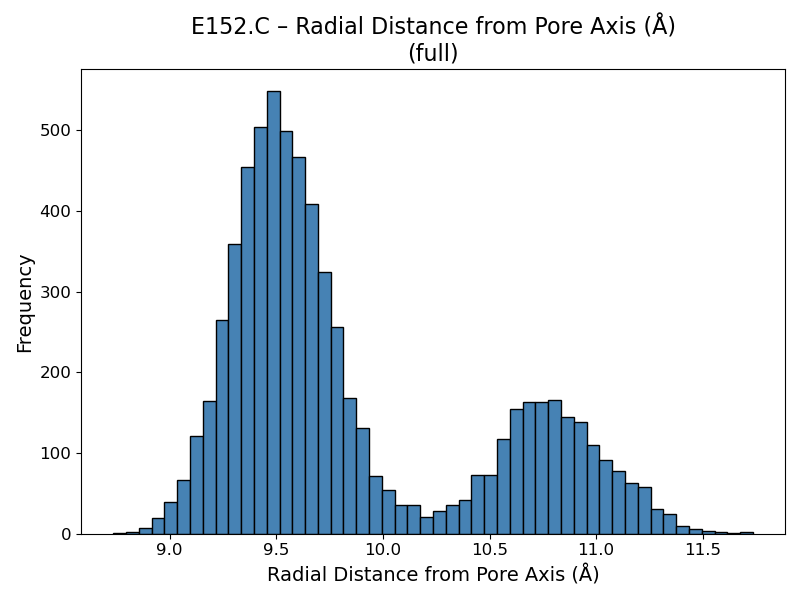 E152.C – Radial Distance from Pore Axis (Å)
(full)
Frequency
500
400
300
200
100
0
9.0 9.5 10.0 10.5 11.0 11.5
Radial Distance from Pore Axis (Å)